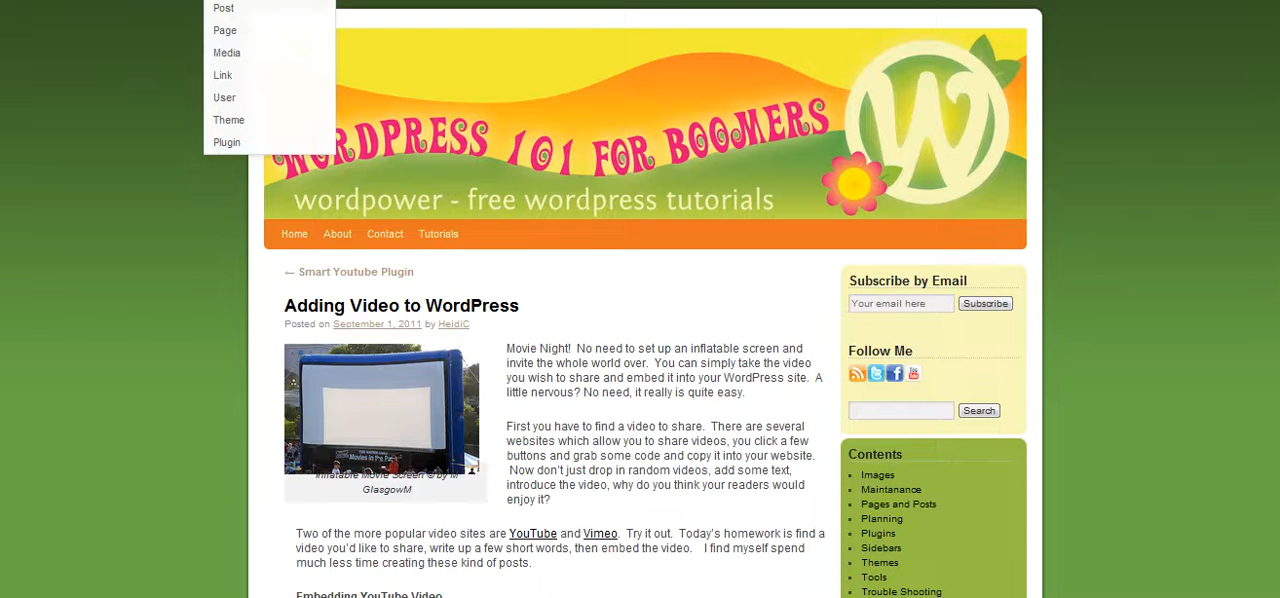 Post
Page
Media
Link
User
Theme
Plugin
WORDPRESS 101 FOR BOOMERS
wordpower - free wordpress tutorials
Home About Contact Tutorials
← Smart Youtube Plugin
Adding Video to WordPress
Posted on September 1, 2011 by HeidiC
Movie Night! No need to set up an inflatable screen and
invite the whole world over. You can simply take the video
you wish to share and embed it into your WordPress site. A
little nervous? No need, it really is quite easy.
First you have to find a video to share. There are several
websites which allow you to share videos, you click a few
buttons and grab some code and copy it into your website.
Now don't just drop in random videos, add some text,
introduce the video, why do you think your readers would
enjoy it?
Inflatable Movie Screen © by M
GlasgowM
Two of the more popular video sites are YouTube and Vimeo. Try it out. Today's homework is find a
video you'd like to share, write up a few short words, then embed the video. I find myself spend
much less time creating these kind of posts.
Embedding YouTube Video
Subscribe by Email
Your email here Subscribe
Follow Me
Search
Contents
Images
Maintanance
Pages and Posts
Planning
Plugins
Sidebars
Themes
Tools
Trouble Shooting